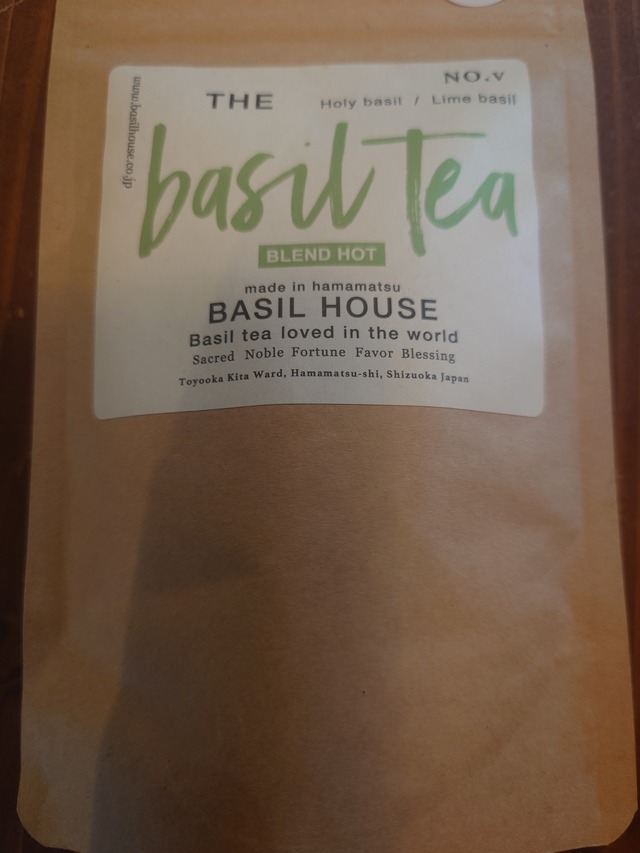 NO.V
THE Holy basil / Lime basil
www.basilhouse.co.jp
basil Tea
BLEND HOT
made in hamamatsu
BASIL HOUSE
Basil tea loved in the world
Sacred Noble Fortune Favor Blessing
Toyooka Kita Ward, Hamamatsu-shi, Shizuoka Japan